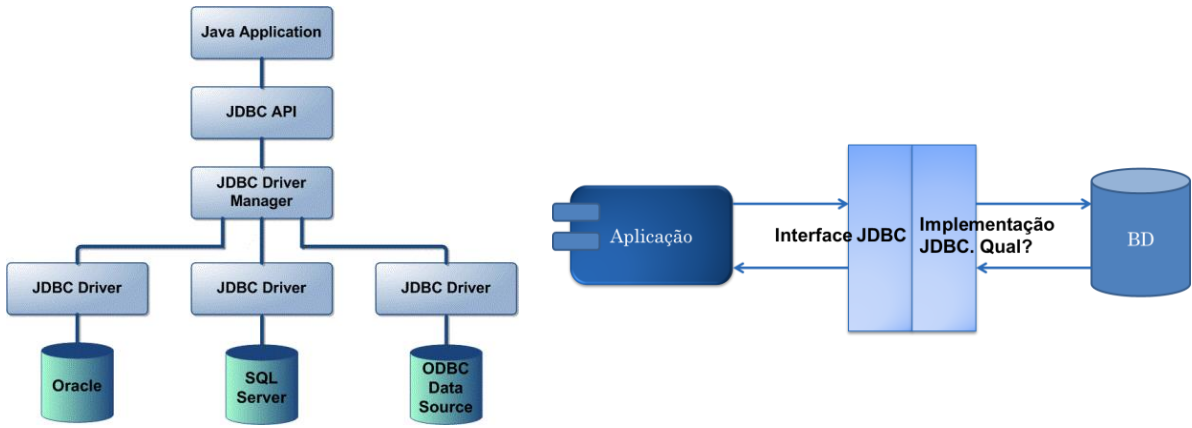 Java Application
JDBC API
JDBC Driver
Manager
JDBC Driver
JDBC Driver
JDBC Driver
Oracle
SQL
Server
ODBC
Data
Source
Aplicação
Interface JDBC
Implementação
JDBC. Qual?
BD